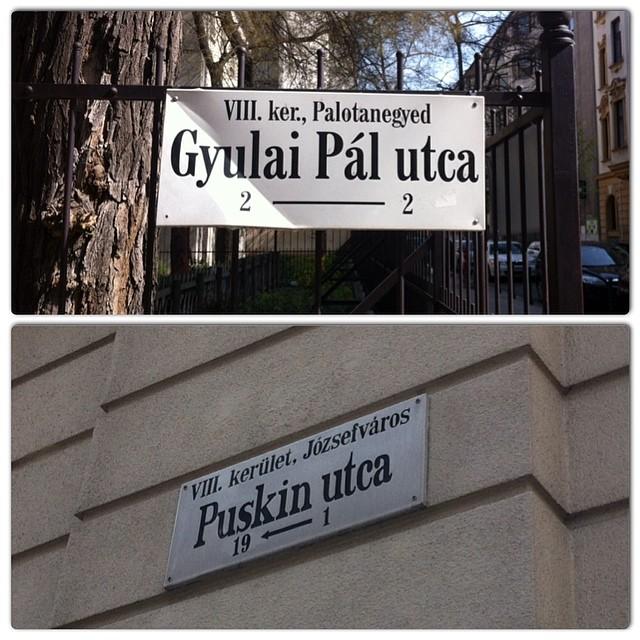 VIII. ker., Palotanegyed
Gyulai Pál utca
2 — 2
VIII. kerület, Józsefváros
Puskin utca
19 ← 1